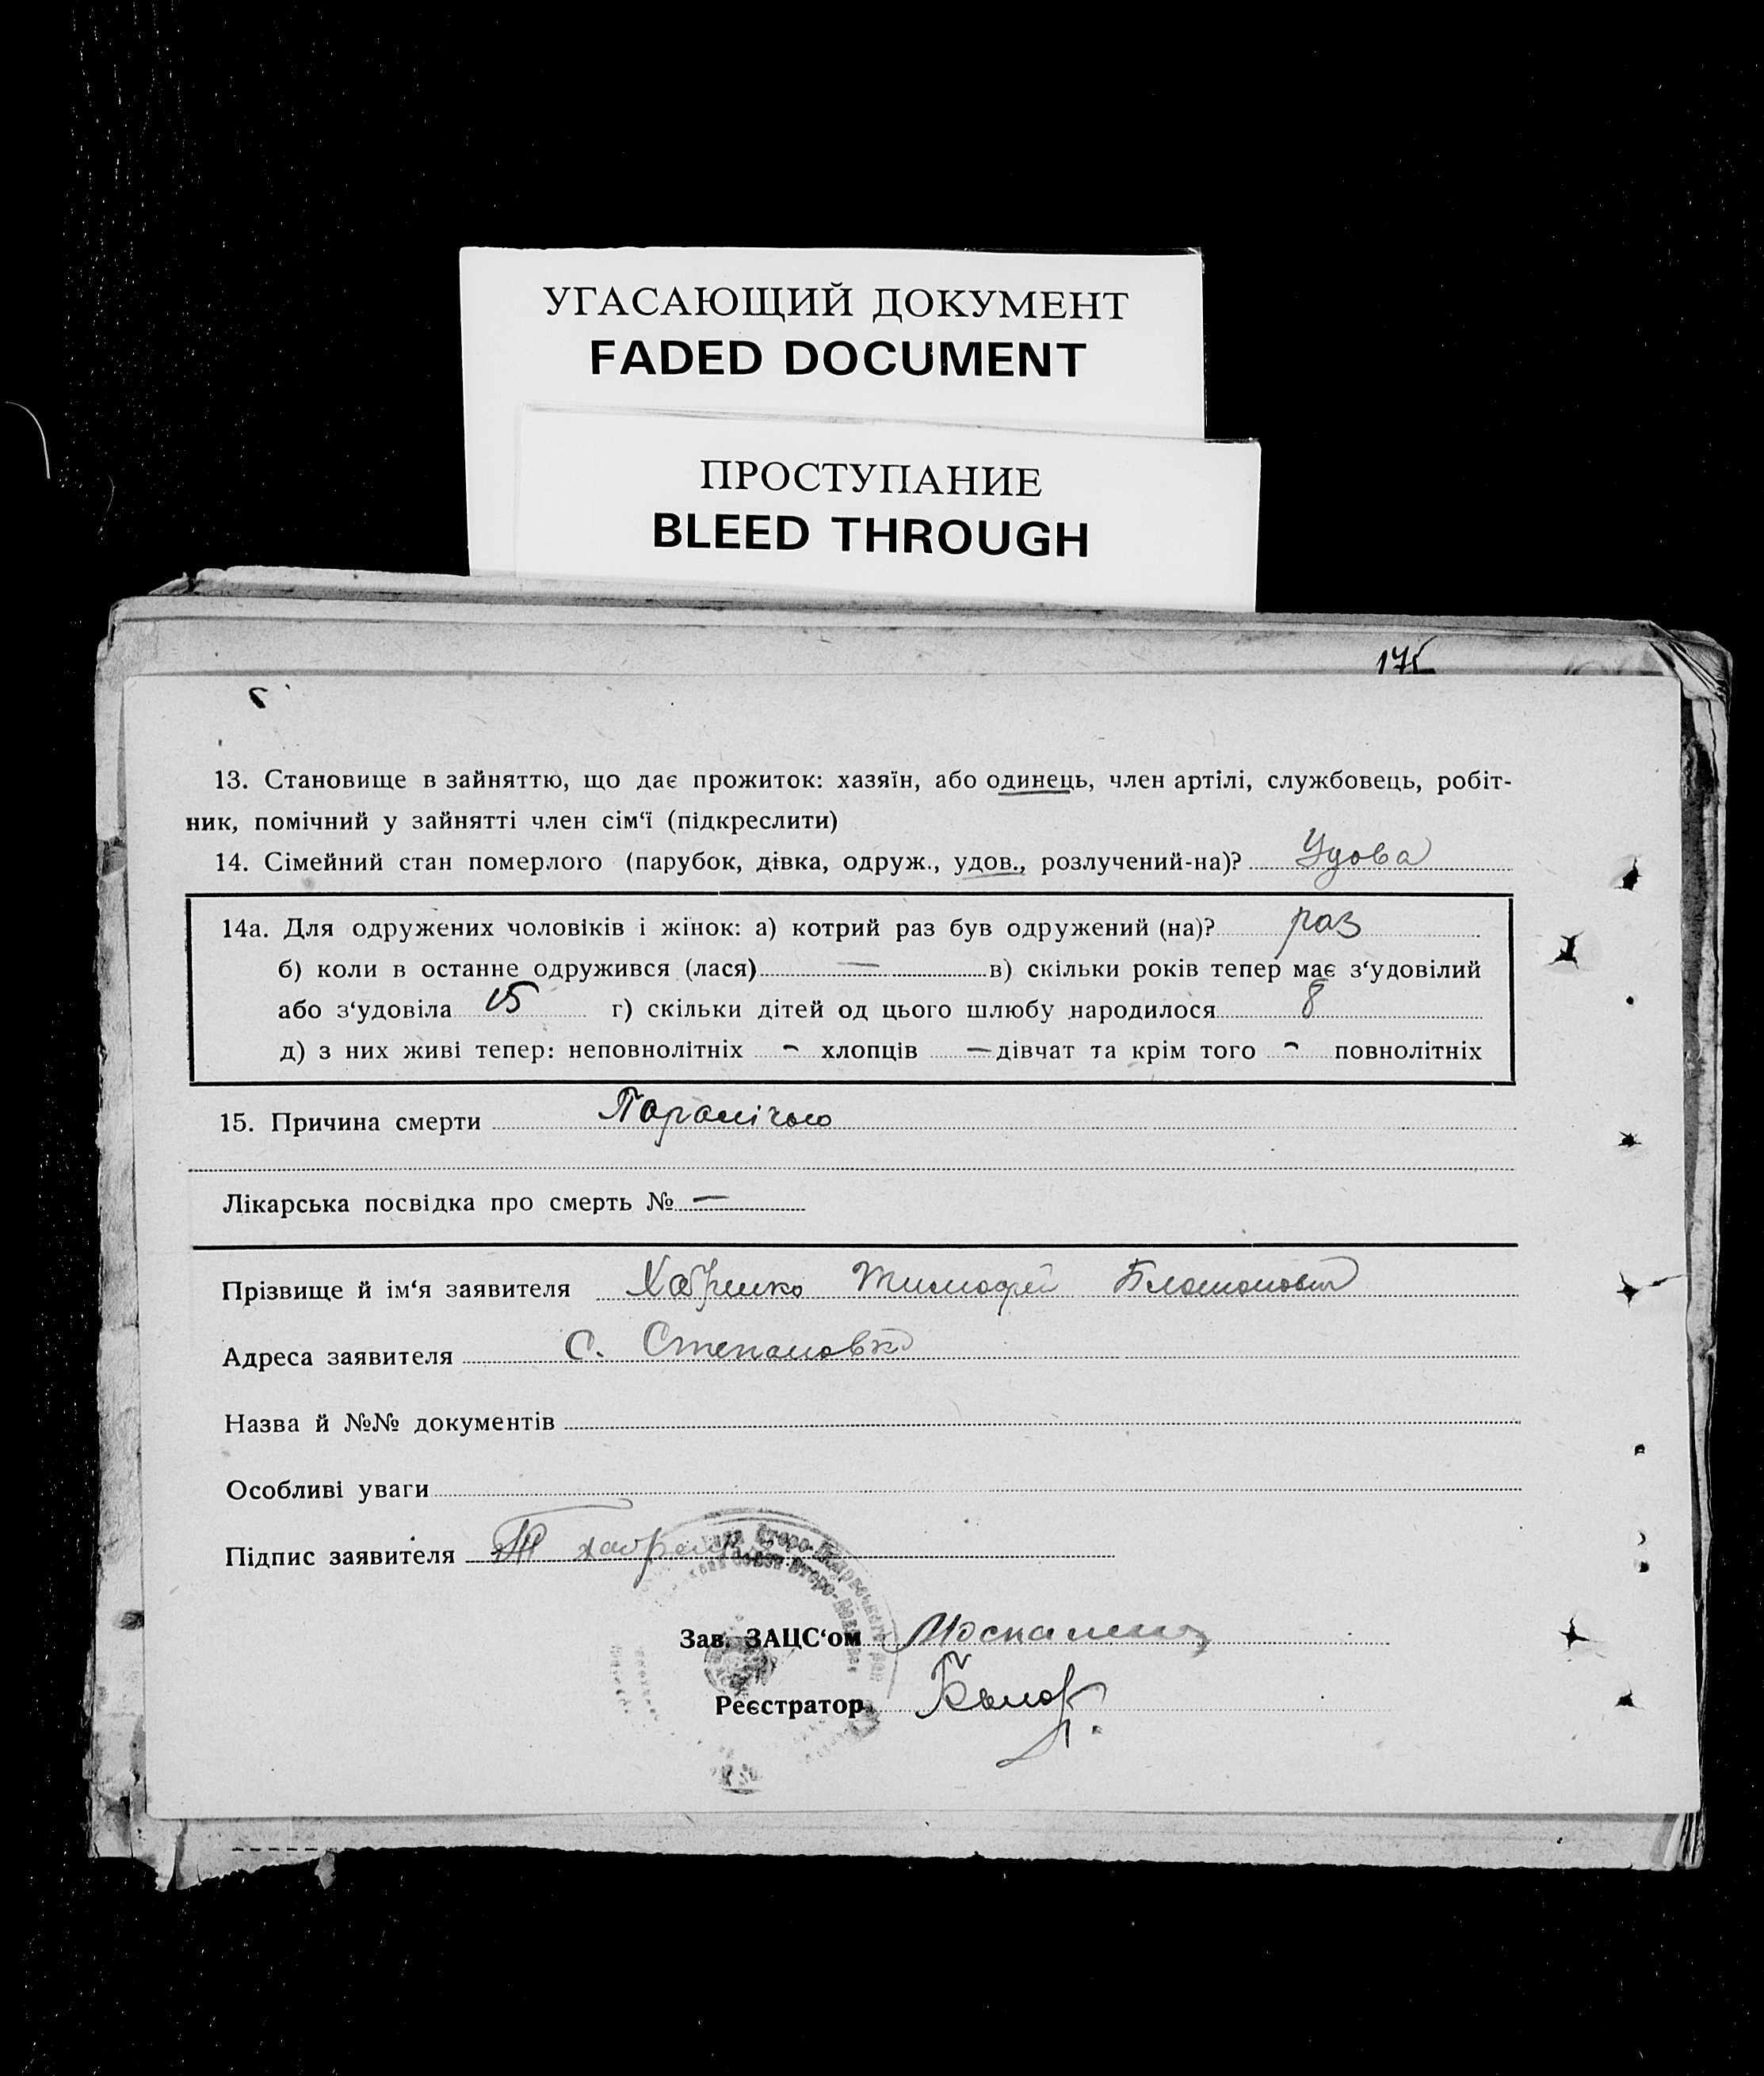 УГАСАЮЩИЙ ДОКУМЕНТ
FADED DOCUMENT
ПРОСТУПАНИЕ
BLEED THROUGH
175
13. Становище в зайняттю, що дає прожиток: хазяїн, або одинець, член артілі, службовець, робіт-
ник, помічний у зайнятті член сім‘ї (підкреслити)
14. Сімейний стан померлого (парубок, дівка, одруж., удов., розлучений-на)? Удова
14а. Для одружених чоловіків і жінок: а) котрий раз був одружений (на)? раз
б) коли в останне одружився (лася) — в) скільки років тепер має з‘удовілий
або з‘удовіла 15 г) скільки дітей од цього шлюбу народилося 8
д) з них живі тепер: неповнолітніх - хлопців — дівчат та крім того - повнолітніх
15. Причина смерти
Лікарська посвідка про смерть № —
Прізвище й ім‘я заявителя Тимофей
Адреса заявителя с. Степановка
Назва й №№ документів
Особливі уваги
Підпис заявителя
Зав. ЗАЦС‘ом
Реєстратор